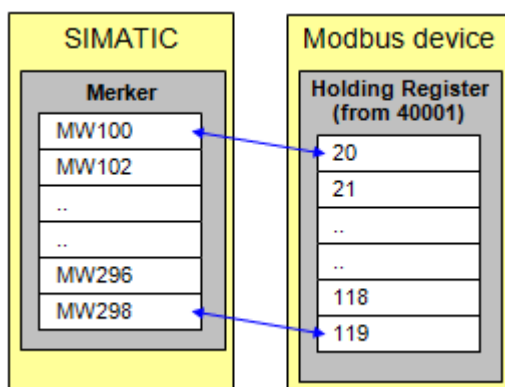 SIMATIC
Merker
MW100
MW102
..
..
MW296
MW298
Modbus device
Holding Register
(from 40001)
20
21
..
..
118
119